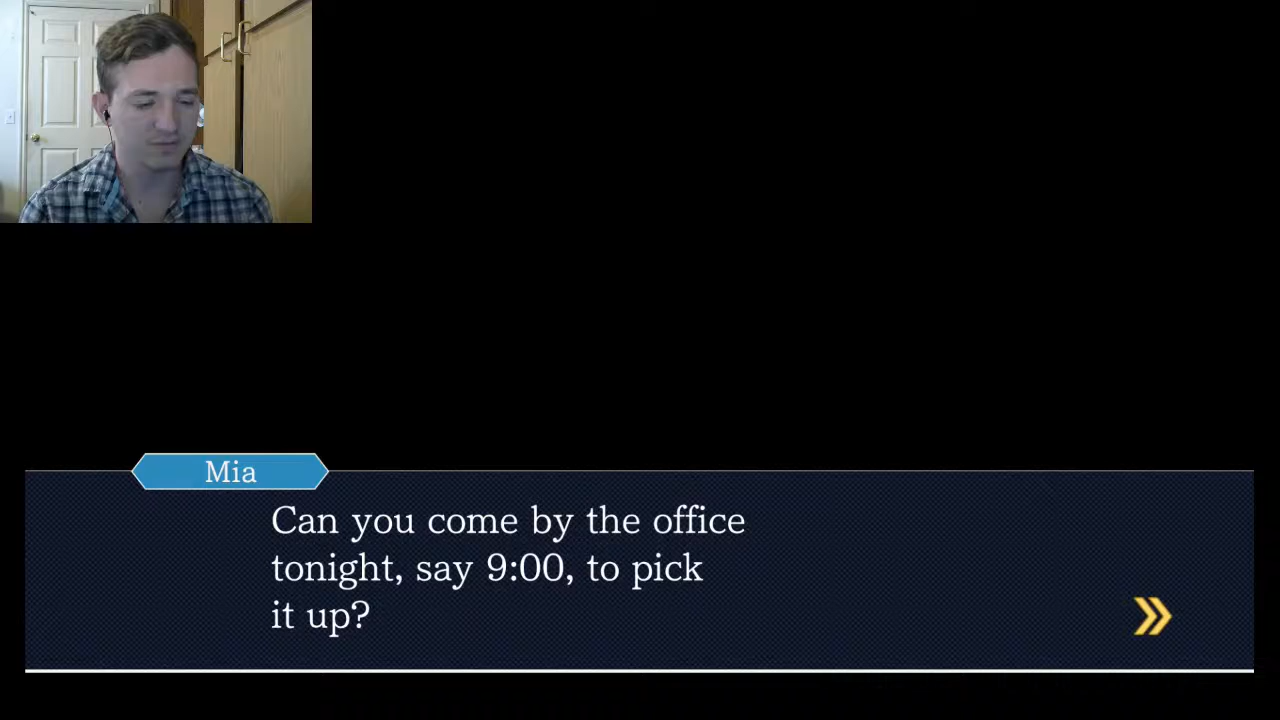 Mia
Can you come by the office
tonight, say 9:00, to pick
it up?